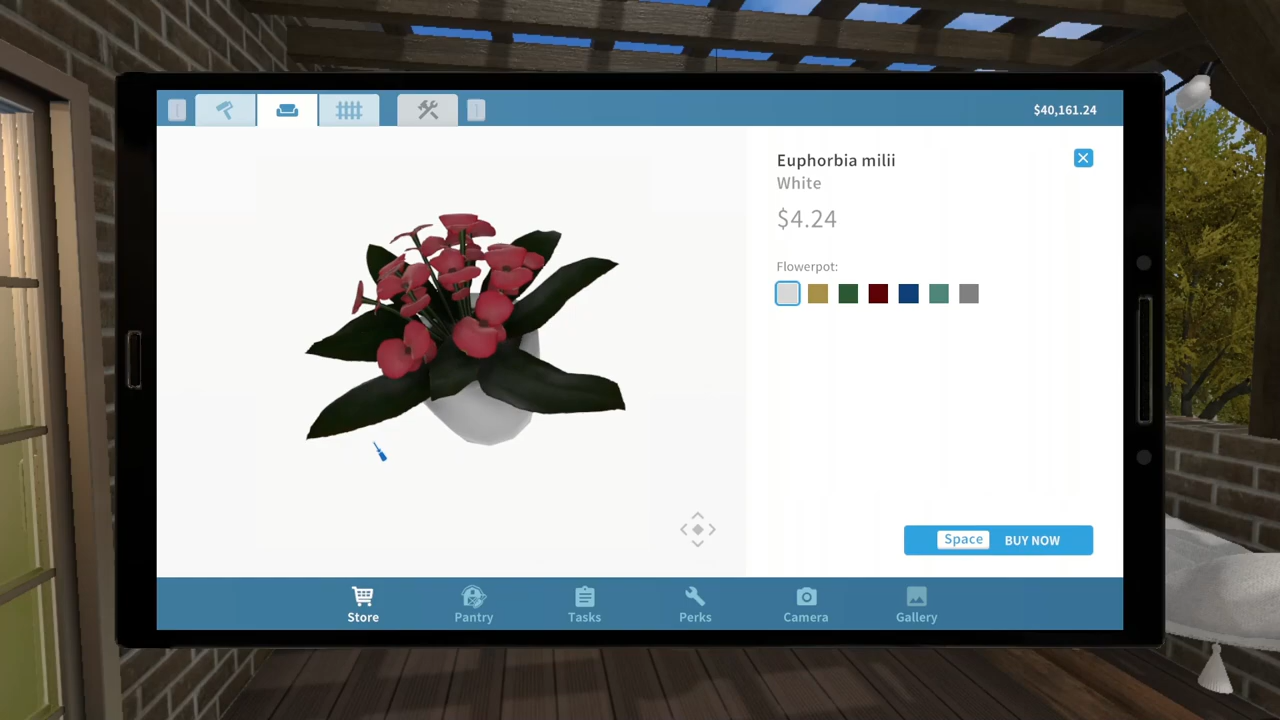 $40,161.24
Euphorbia milii
White
$4.24
Flowerpot:
Space BUY NOW
Store Pantry Tasks Perks Camera Gallery